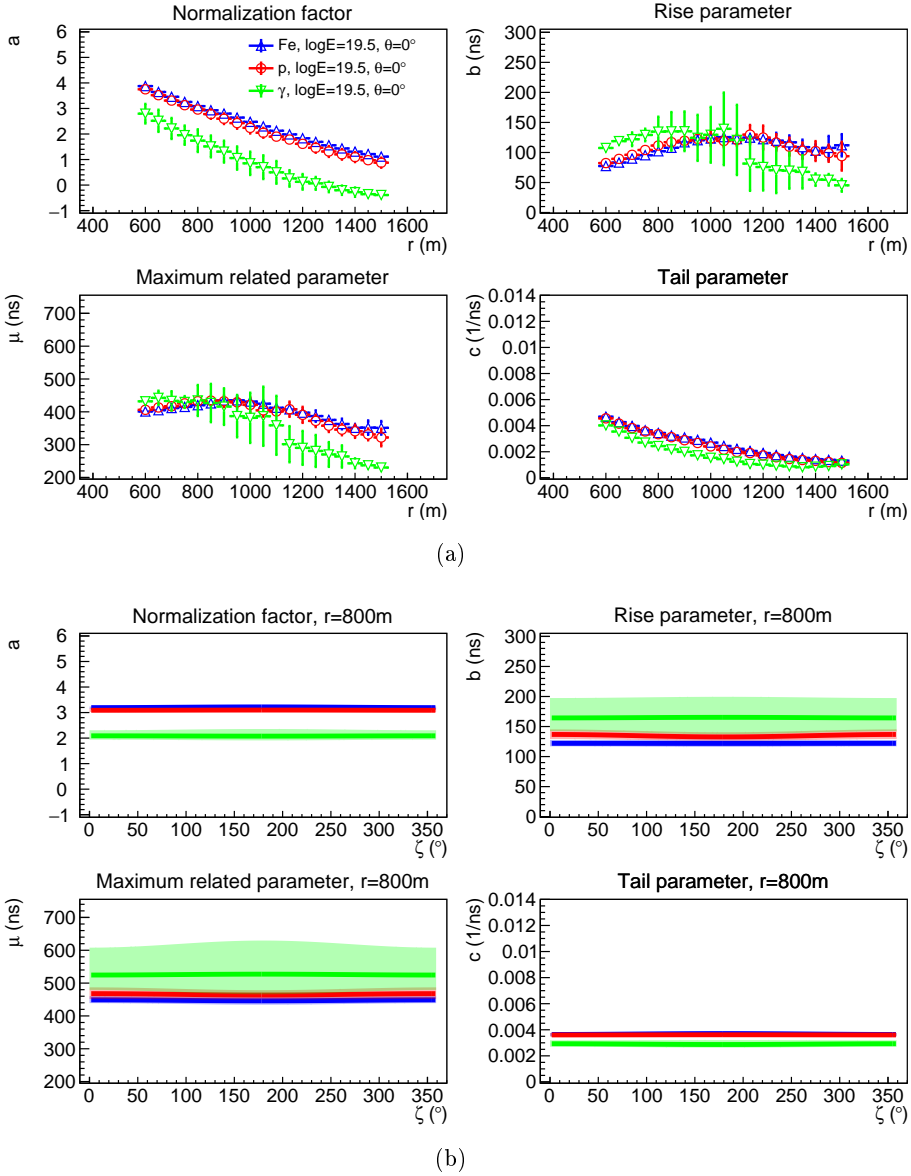 Normalization factor
a
6
5
4
3
2
1
0
−1
Fe, logE=19.5, θ=0°
p, logE=19.5, θ=0°
γ, logE=19.5, θ=0°
400 600 800 1000 1200 1400 1600
r (m)
Rise parameter
b (ns)
300
250
200
150
100
50
0
400 600 800 1000 1200 1400 1600
r (m)
Maximum related parameter
μ (ns)
700
600
500
400
300
200
400 600 800 1000 1200 1400 1600
r (m)
Tail parameter
c (1/ns)
0.014
0.012
0.01
0.008
0.006
0.004
0.002
0
400 600 800 1000 1200 1400 1600
r (m)
(a)
Normalization factor, r=800m
a
6
5
4
3
2
1
0
−1
0 50 100 150 200 250 300 350
ζ (°)
Rise parameter, r=800m
b (ns)
300
250
200
150
100
50
0
0 50 100 150 200 250 300 350
ζ (°)
Maximum related parameter, r=800m
μ (ns)
700
600
500
400
300
200
0 50 100 150 200 250 300 350
ζ (°)
Tail parameter, r=800m
c (1/ns)
0.014
0.012
0.01
0.008
0.006
0.004
0.002
0
0 50 100 150 200 250 300 350
ζ (°)
(b)